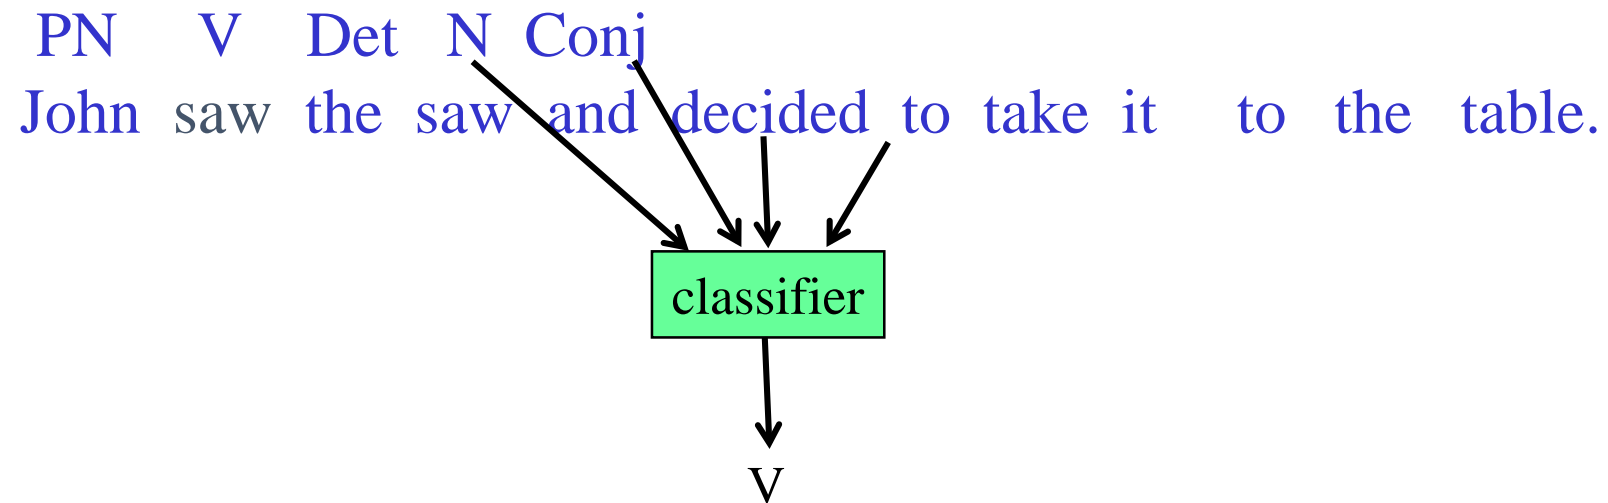 PN V Det N Conj
John saw the saw and decided to take it to the table.
classifier
V